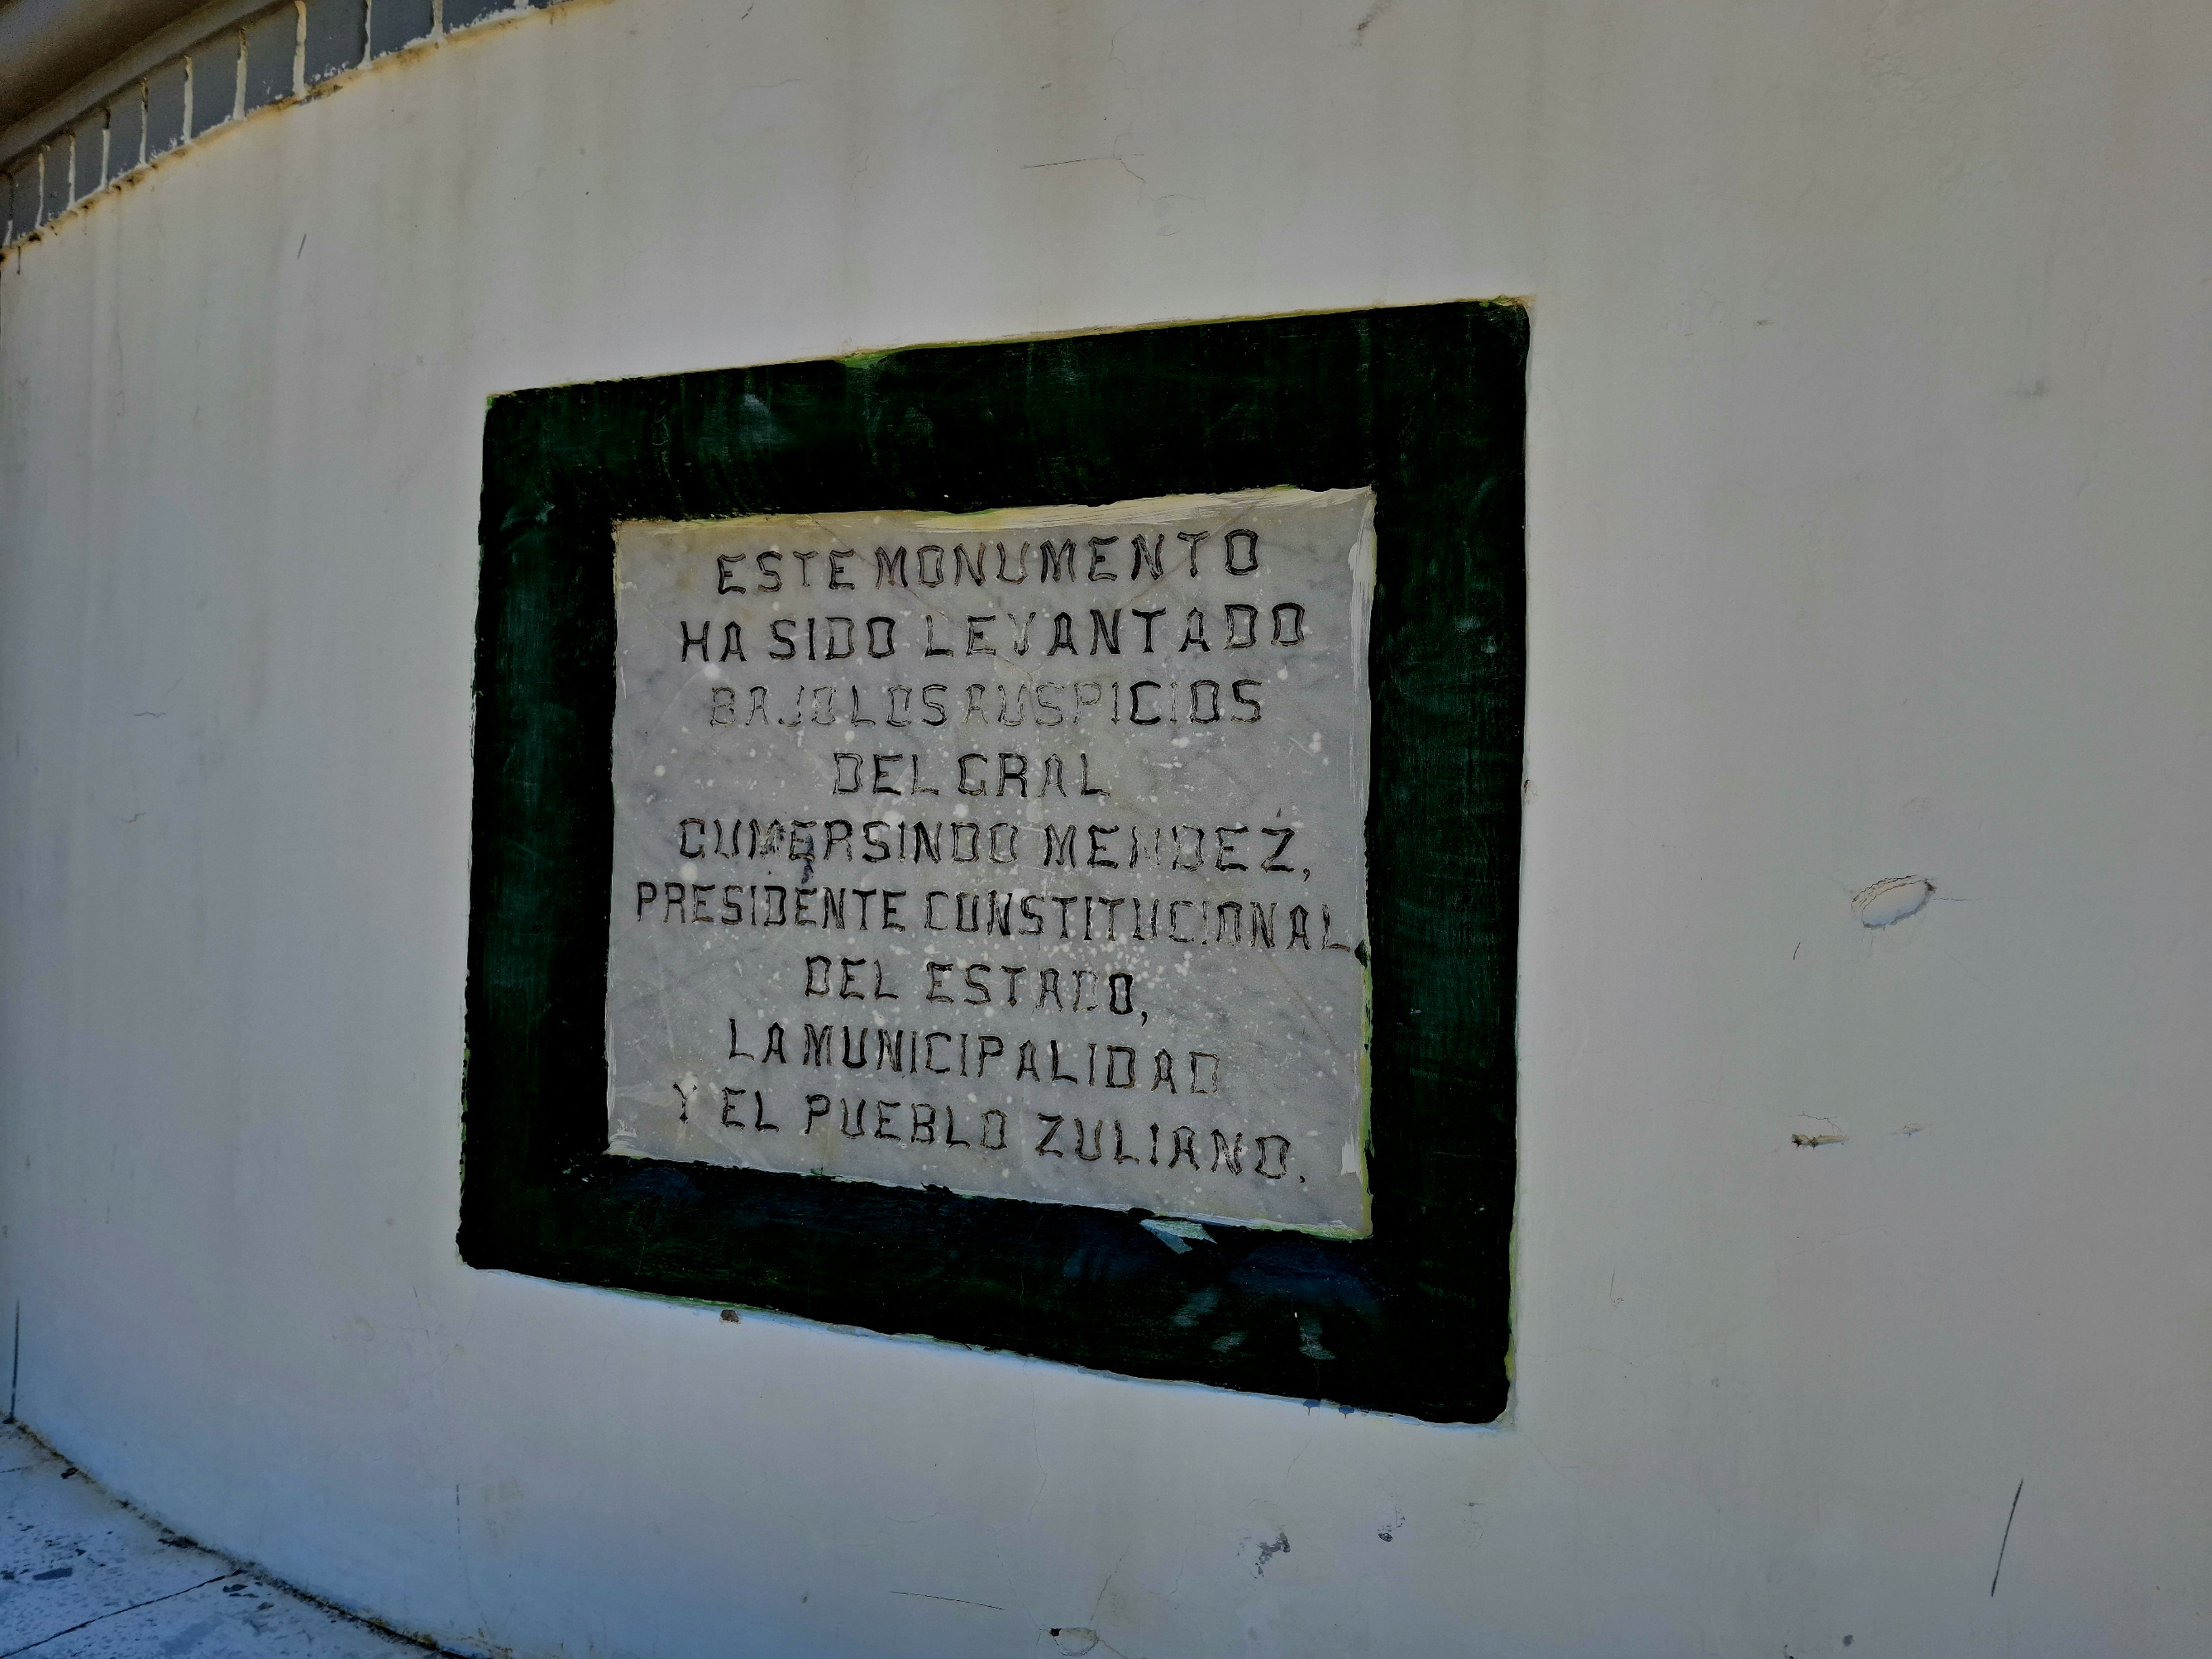 ESTE MONUMENTO
HA SIDO LEVANTADO
BAJO LOS AUSPICIOS
DEL GRAL
GUMERSINDO MENDEZ,
PRESIDENTE CONSTITUCIONAL
DEL ESTADO,
LA MUNICIPALIDAD
Y EL PUEBLO ZULIANO.